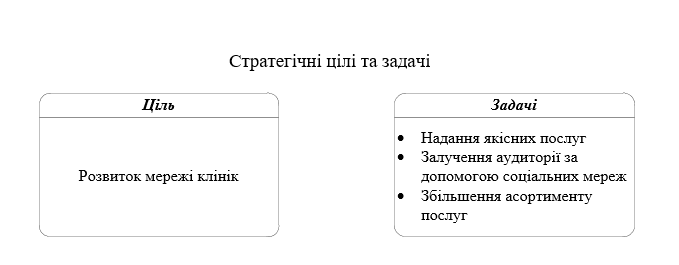 Стратегічні цілі та задачі
Ціль
Розвиток мережі клінік
Задачі
• Надання якісних послуг
• Залучення аудиторії за
допомогою соціальних мереж
• Збільшення асортименту
послуг